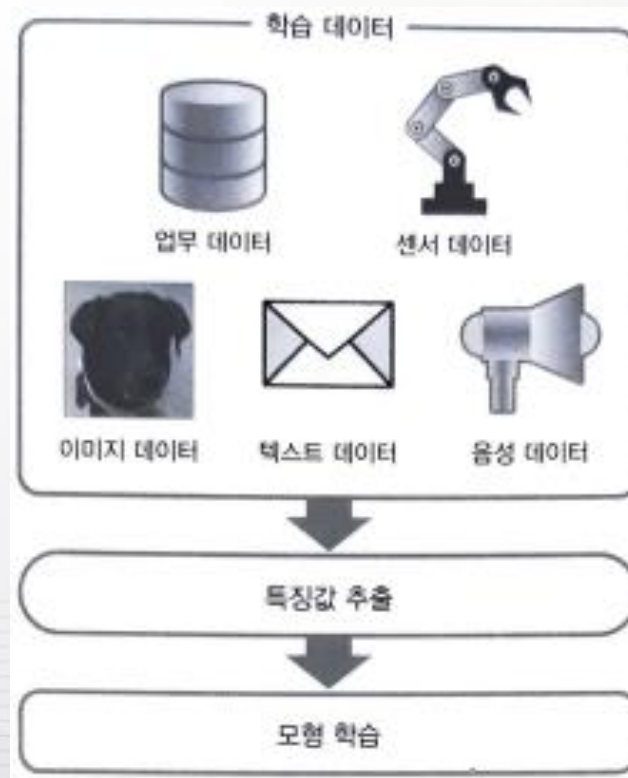 학습 데이터
업무 데이터
센서 데이터
이미지 데이터
텍스트 데이터
음성 데이터
특징값 추출
모형 학습